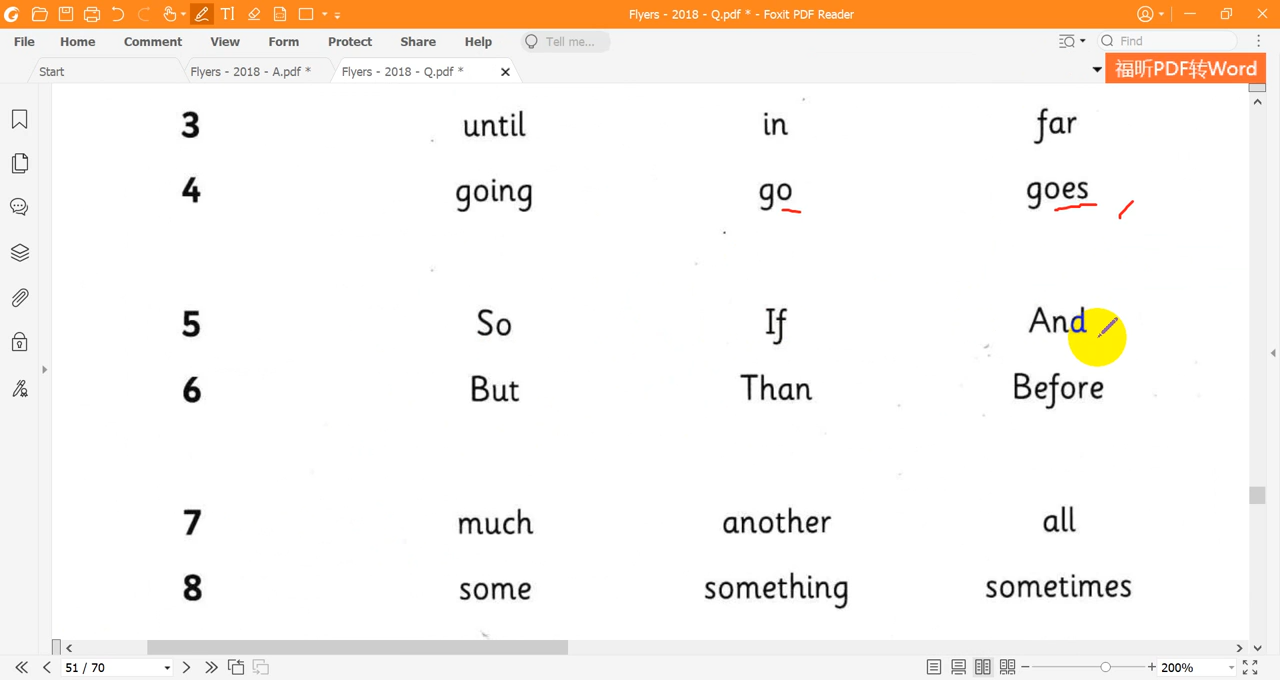 Flyers - 2018 - Q.pdf * - Foxit PDF Reader
File Home Comment View Form Protect Share Help Tell me... Find
Start Flyers - 2018 - A.pdf * Flyers - 2018 - Q.pdf * 福昕PDF转Word
3 until in far
4 going go goes
5 So If And
6 But Than Before
7 much another all
8 some something sometimes
51 / 70 200%